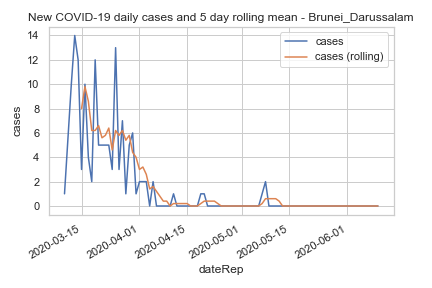 New COVID-19 daily cases and 5 day rolling mean - Brunei_Darussalam
cases
cases (rolling)
14
12
10
8
6
4
2
0
cases
2020-03-15
2020-04-01
2020-04-15
2020-05-01
2020-05-15
2020-06-01
dateRep